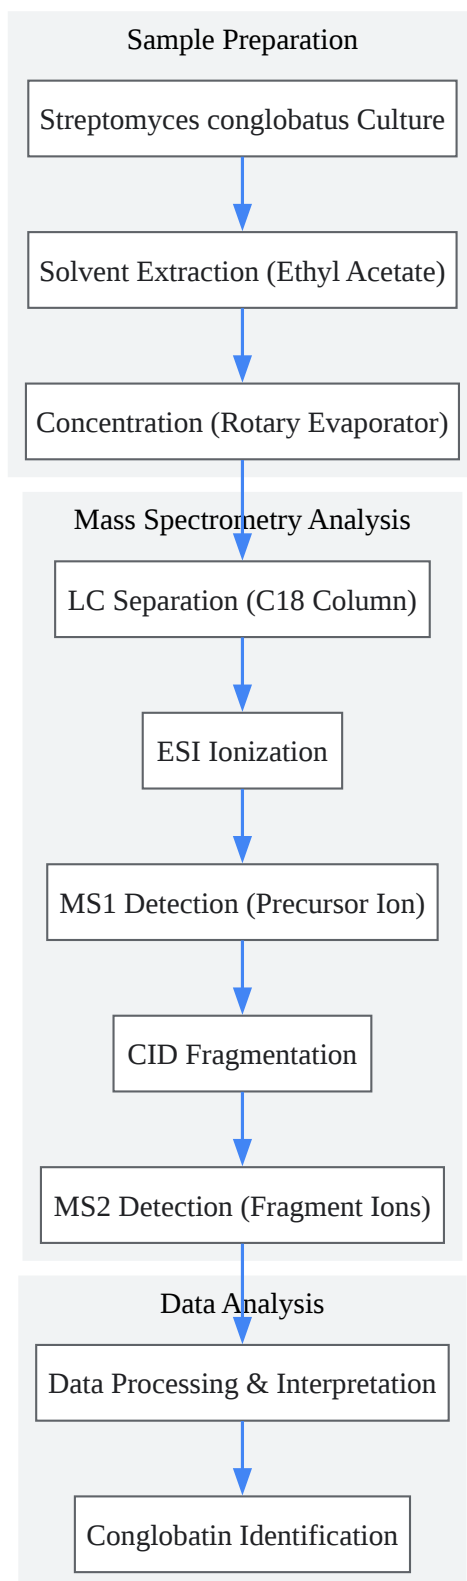 Sample Preparation
Streptomyces conglobatus Culture
Solvent Extraction (Ethyl Acetate)
Concentration (Rotary Evaporator)
Mass Spectrometry Analysis
LC Separation (C18 Column)
ESI Ionization
MS1 Detection (Precursor Ion)
CID Fragmentation
MS2 Detection (Fragment Ions)
Data Analysis
Data Processing & Interpretation
Conglobatin Identification